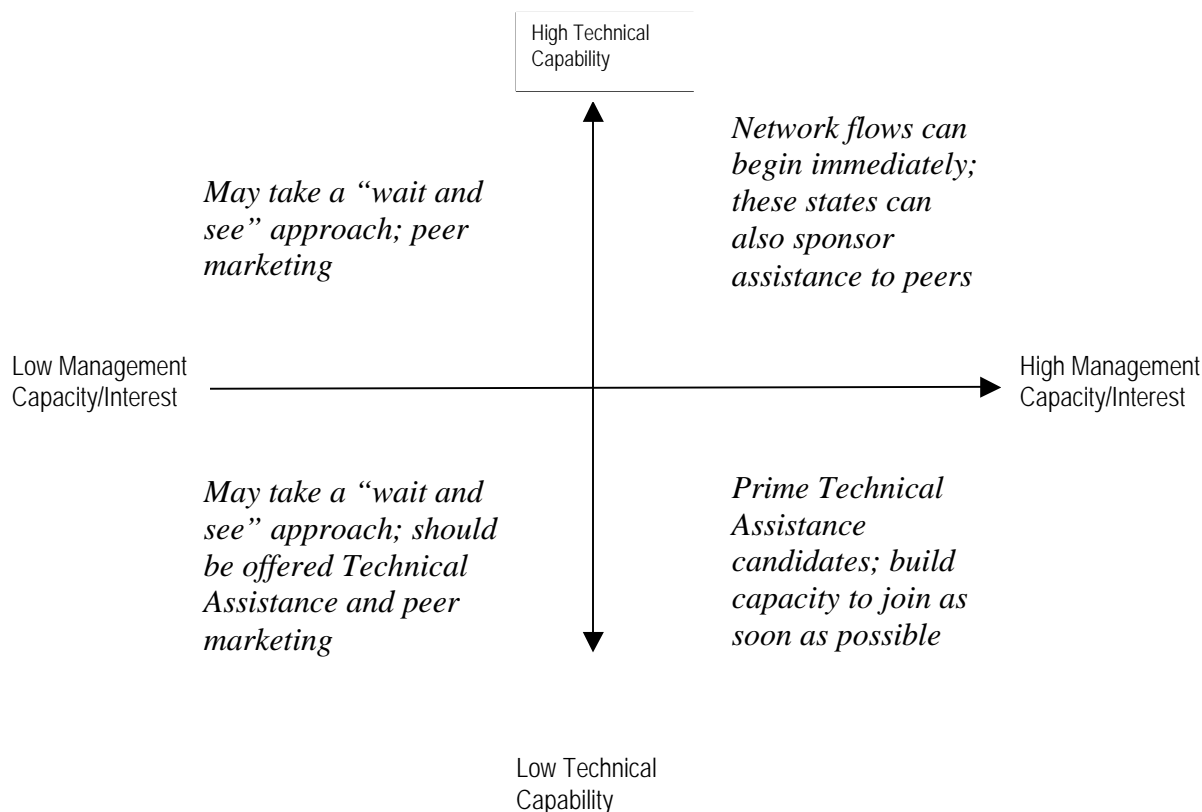 High Technical
Capability
May take a “wait and
see” approach; peer
marketing
Network flows can
begin immediately;
these states can
also sponsor
assistance to peers
Low Management
Capacity/Interest
High Management
Capacity/Interest
May take a “wait and
see” approach; should
be offered Technical
Assistance and peer
marketing
Prime Technical
Assistance
candidates; build
capacity to join as
soon as possible
Low Technical
Capability